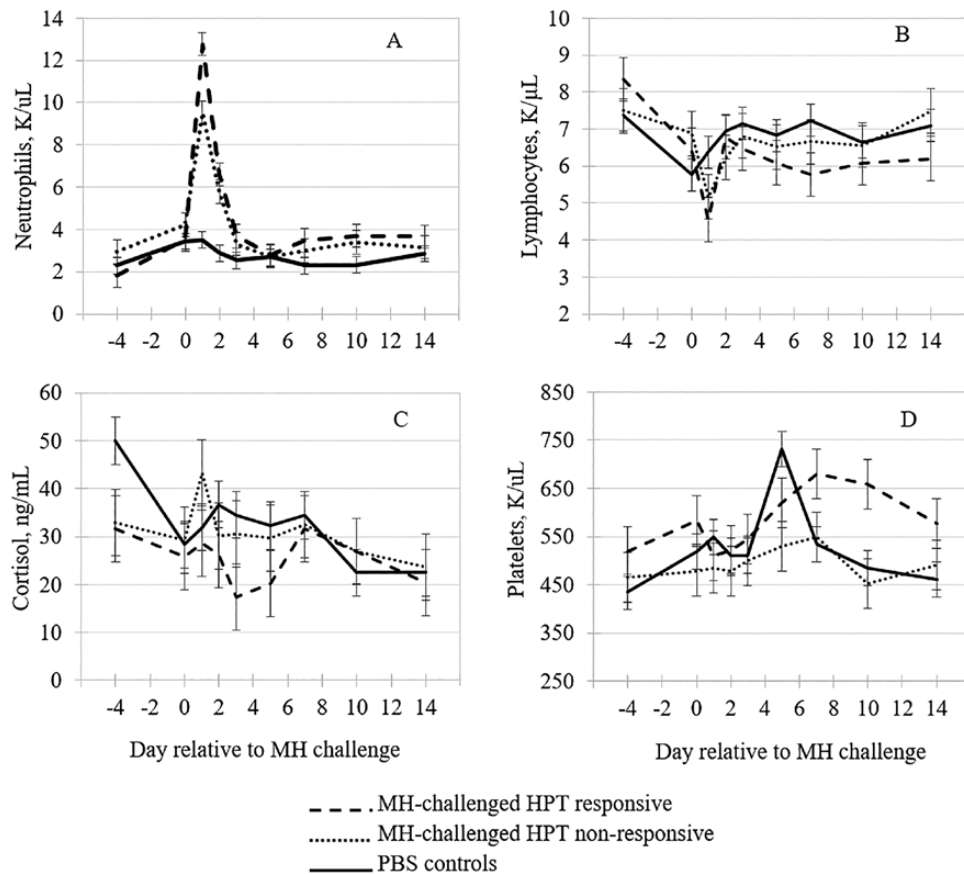 A
Neutrophils, K/uL
14
12
10
8
6
4
2
0
-4 -2 0 2 4 6 8 10 12 14
B
Lymphocytes, K/µL
10
9
8
7
6
5
4
3
2
-4 -2 0 2 4 6 8 10 12 14
C
Cortisol, ng/mL
60
50
40
30
20
10
0
-4 -2 0 2 4 6 8 10 12 14
Day relative to MH challenge
D
Platelets, K/uL
850
750
650
550
450
350
250
-4 -2 0 2 4 6 8 10 12 14
Day relative to MH challenge
MH-challenged HPT responsive
MH-challenged HPT non-responsive
PBS controls